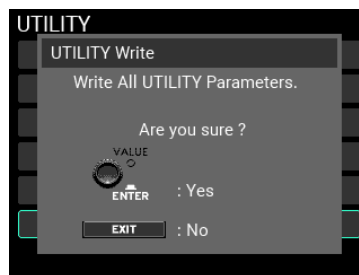 UTILITY
UTILITY Write
Write All UTILITY Parameters.
Are you sure ?
VALUE
ENTER : Yes
EXIT : No